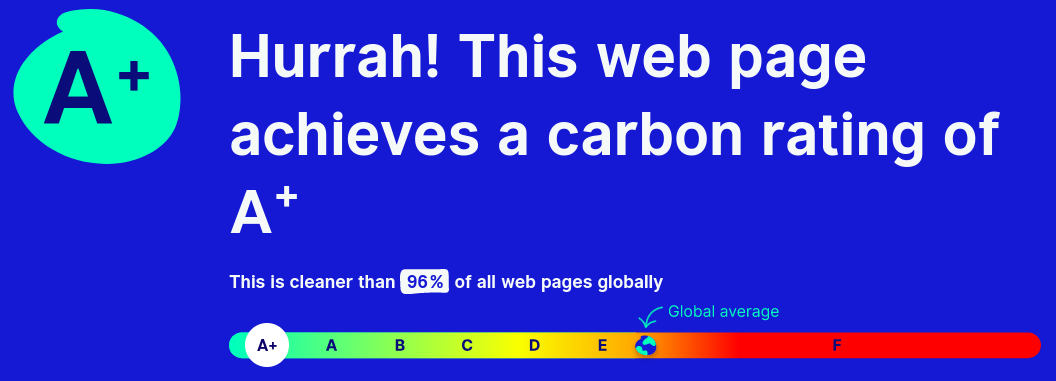 A+
Hurrah! This web page
achieves a carbon rating of
A+
This is cleaner than 96% of all web pages globally
Global average
A+ A B C D E F